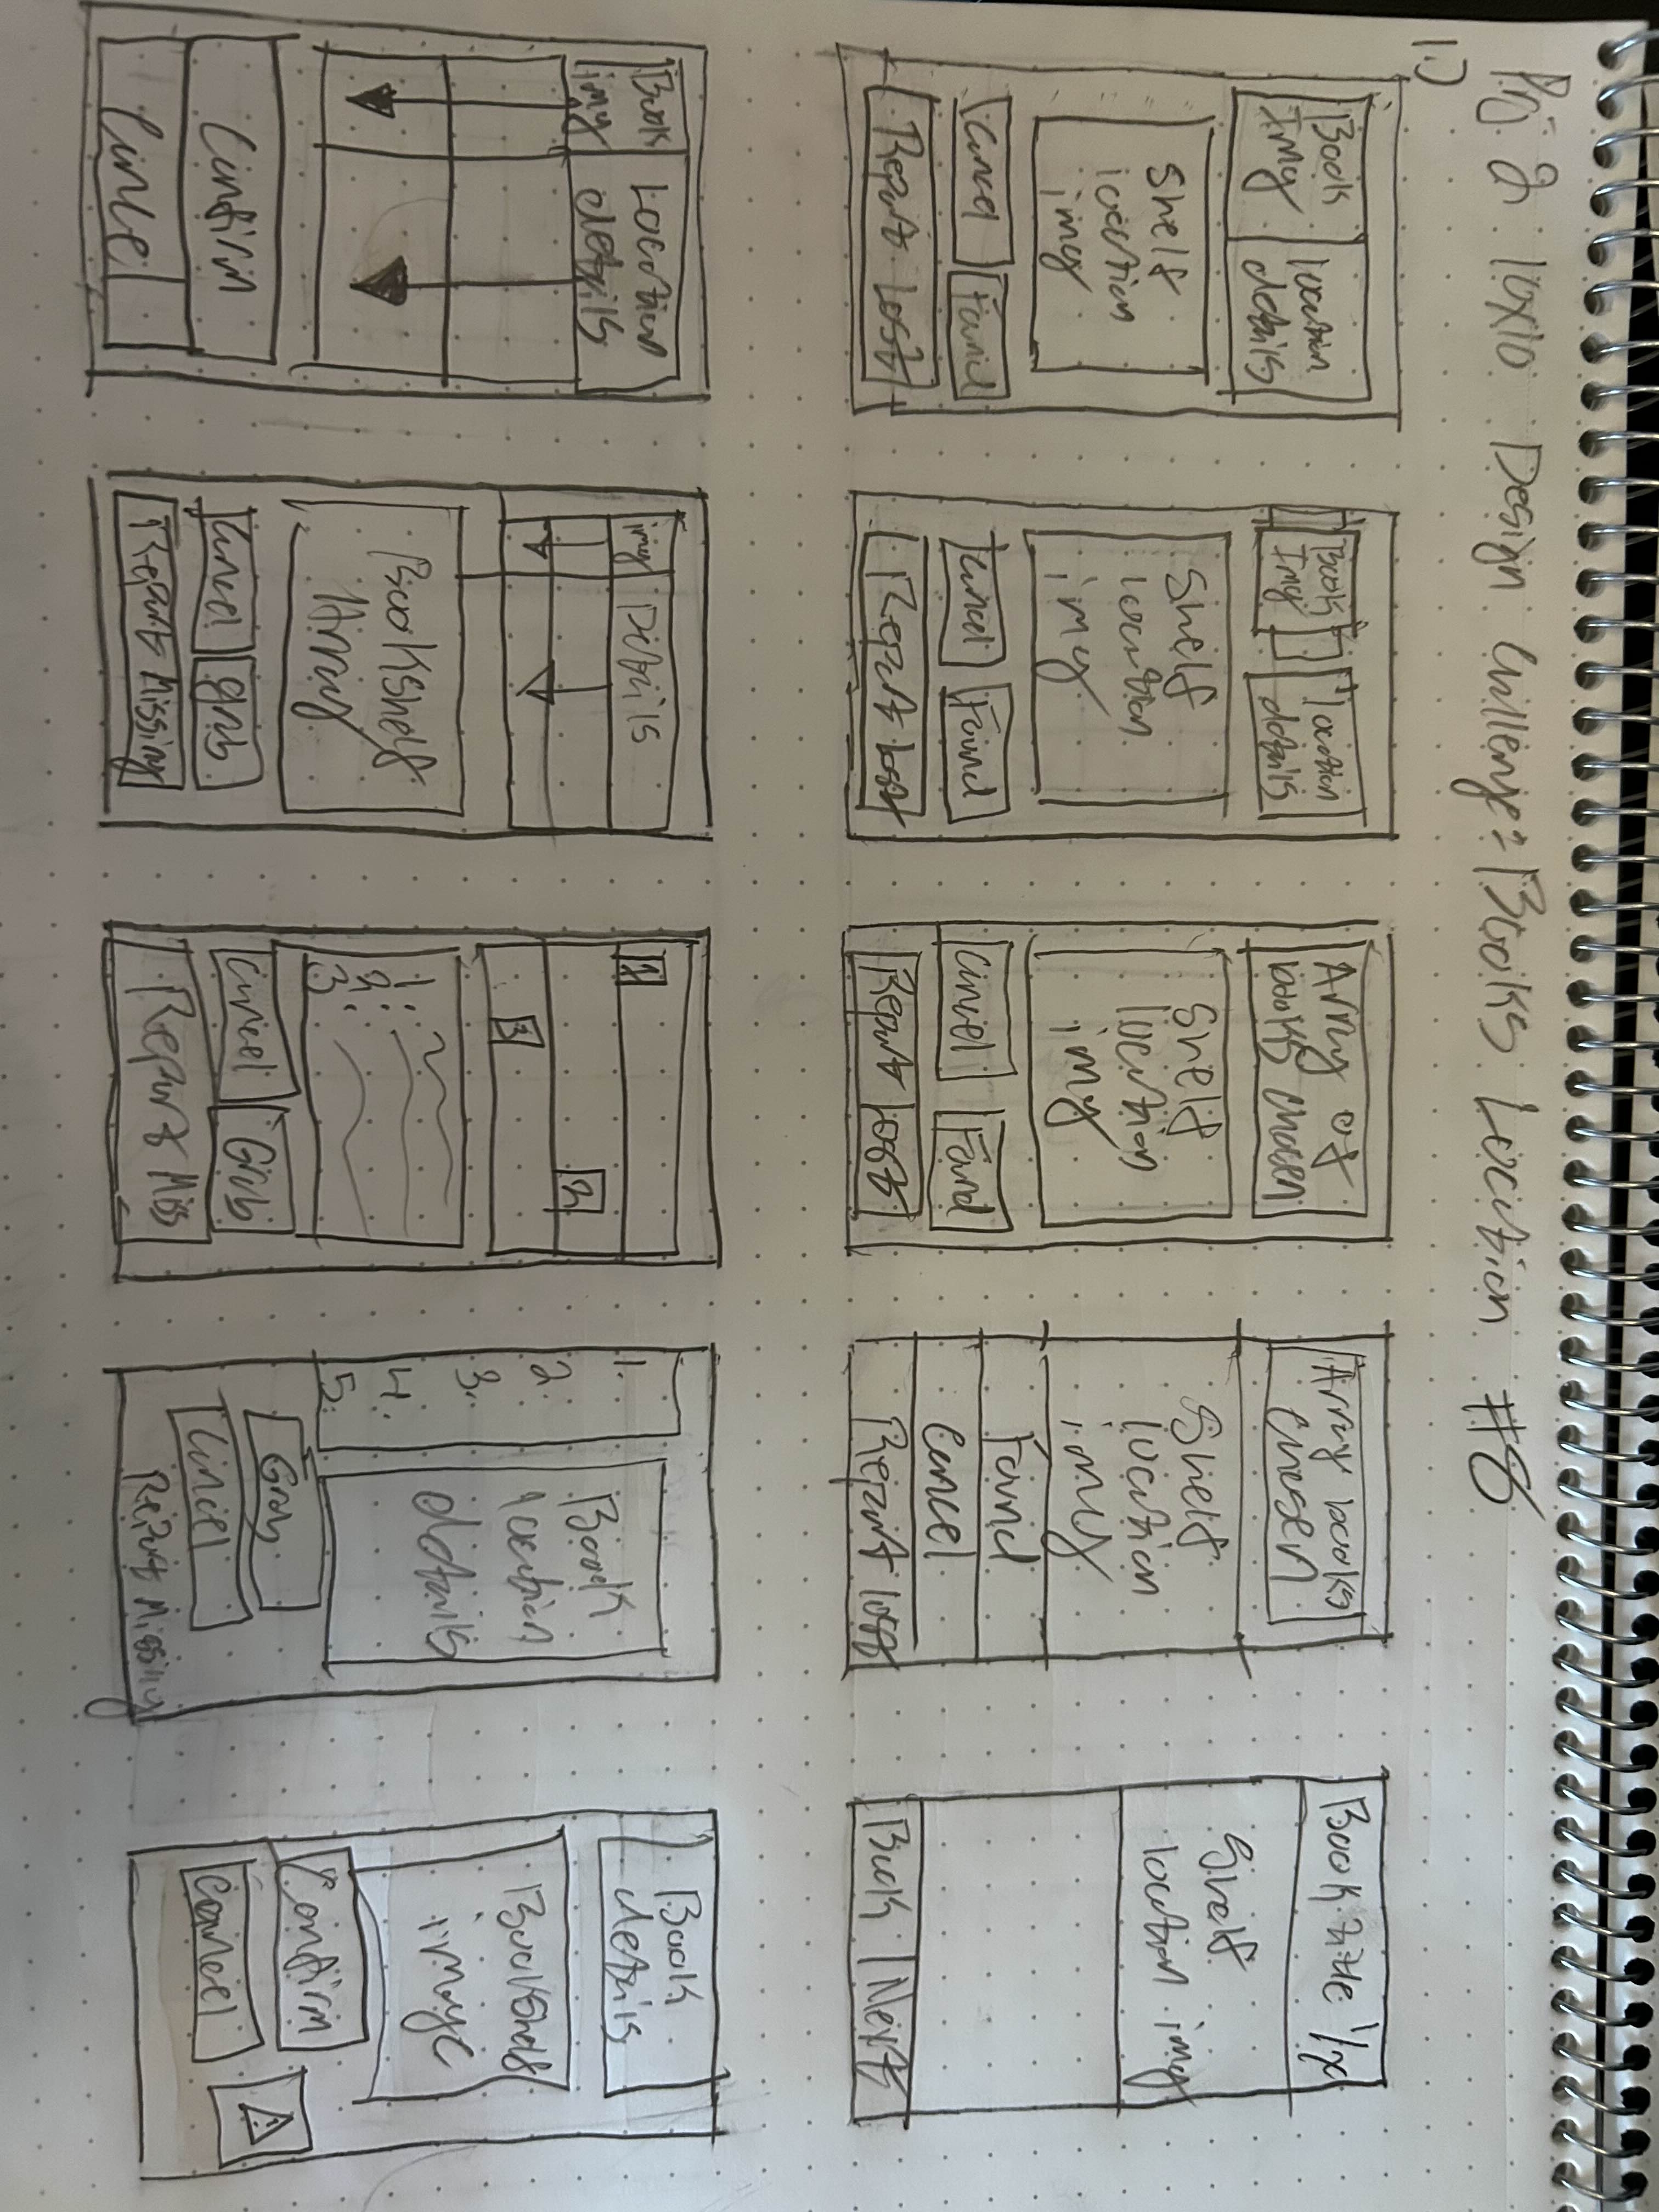 Prj 2 10x10 Design Challenge: Books Location #6
1.)
Book
Img
location
details
Shelf
location
img
Cancel
Found
Report Lost
Book
Img
location
details
Shelf
location
img
Cancel
Found
Report lost
Array of
books chosen
Shelf
location
img
Cancel
Found
Report lost
Array books
Chosen
Shelf
location
img
Found
Cancel
Report lost
Book title 1/x
Shelf
location img
Back
Next
Book
img
Location
details
Confirm
Cancel
img
Details
Bookshelf
Array
Cancel
grab
Report Missing
1
2
3
1.
2.
3.
Cancel
Grab
Report Miss
1.
2.
3.
4.
5.
Book
location
details
Grab
Cancel
Report Missing
Book
details
Bookshelf
image
Confirm
Cancel
!